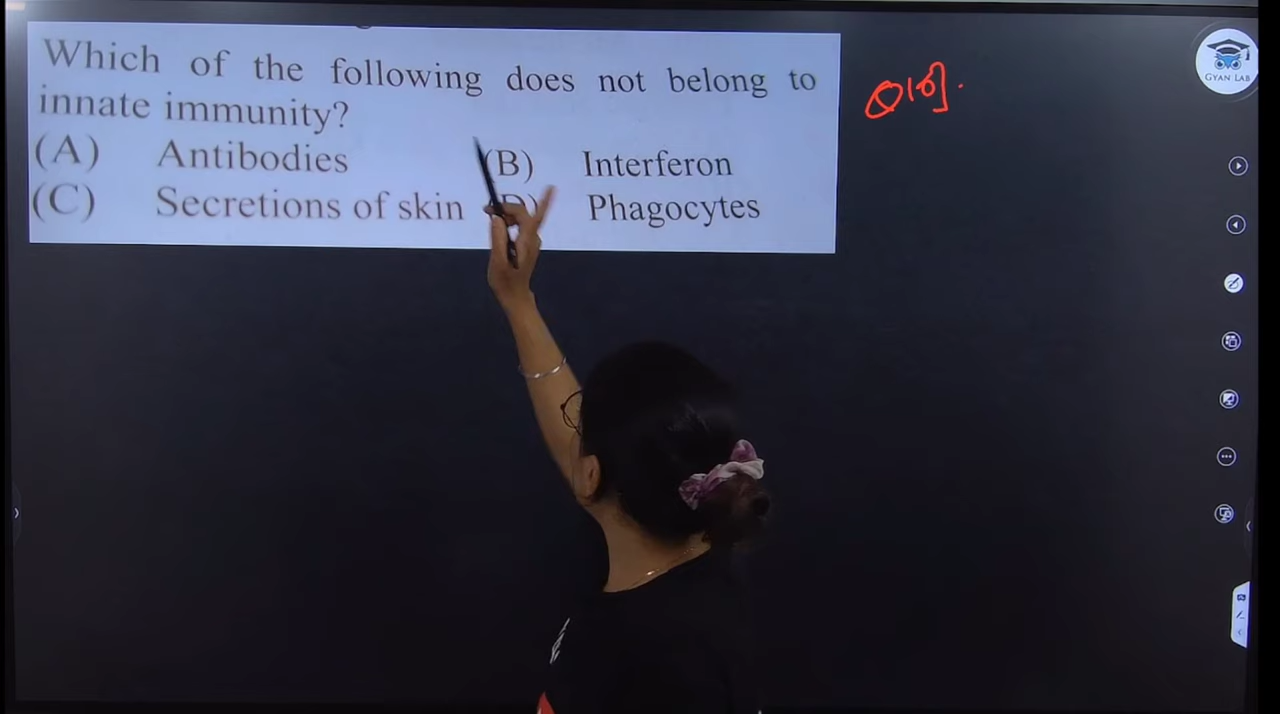 Which of the following does not belong to
innate immunity?
(A) Antibodies (B) Interferon
(C) Secretions of skin (D) Phagocytes
GYAN LAB